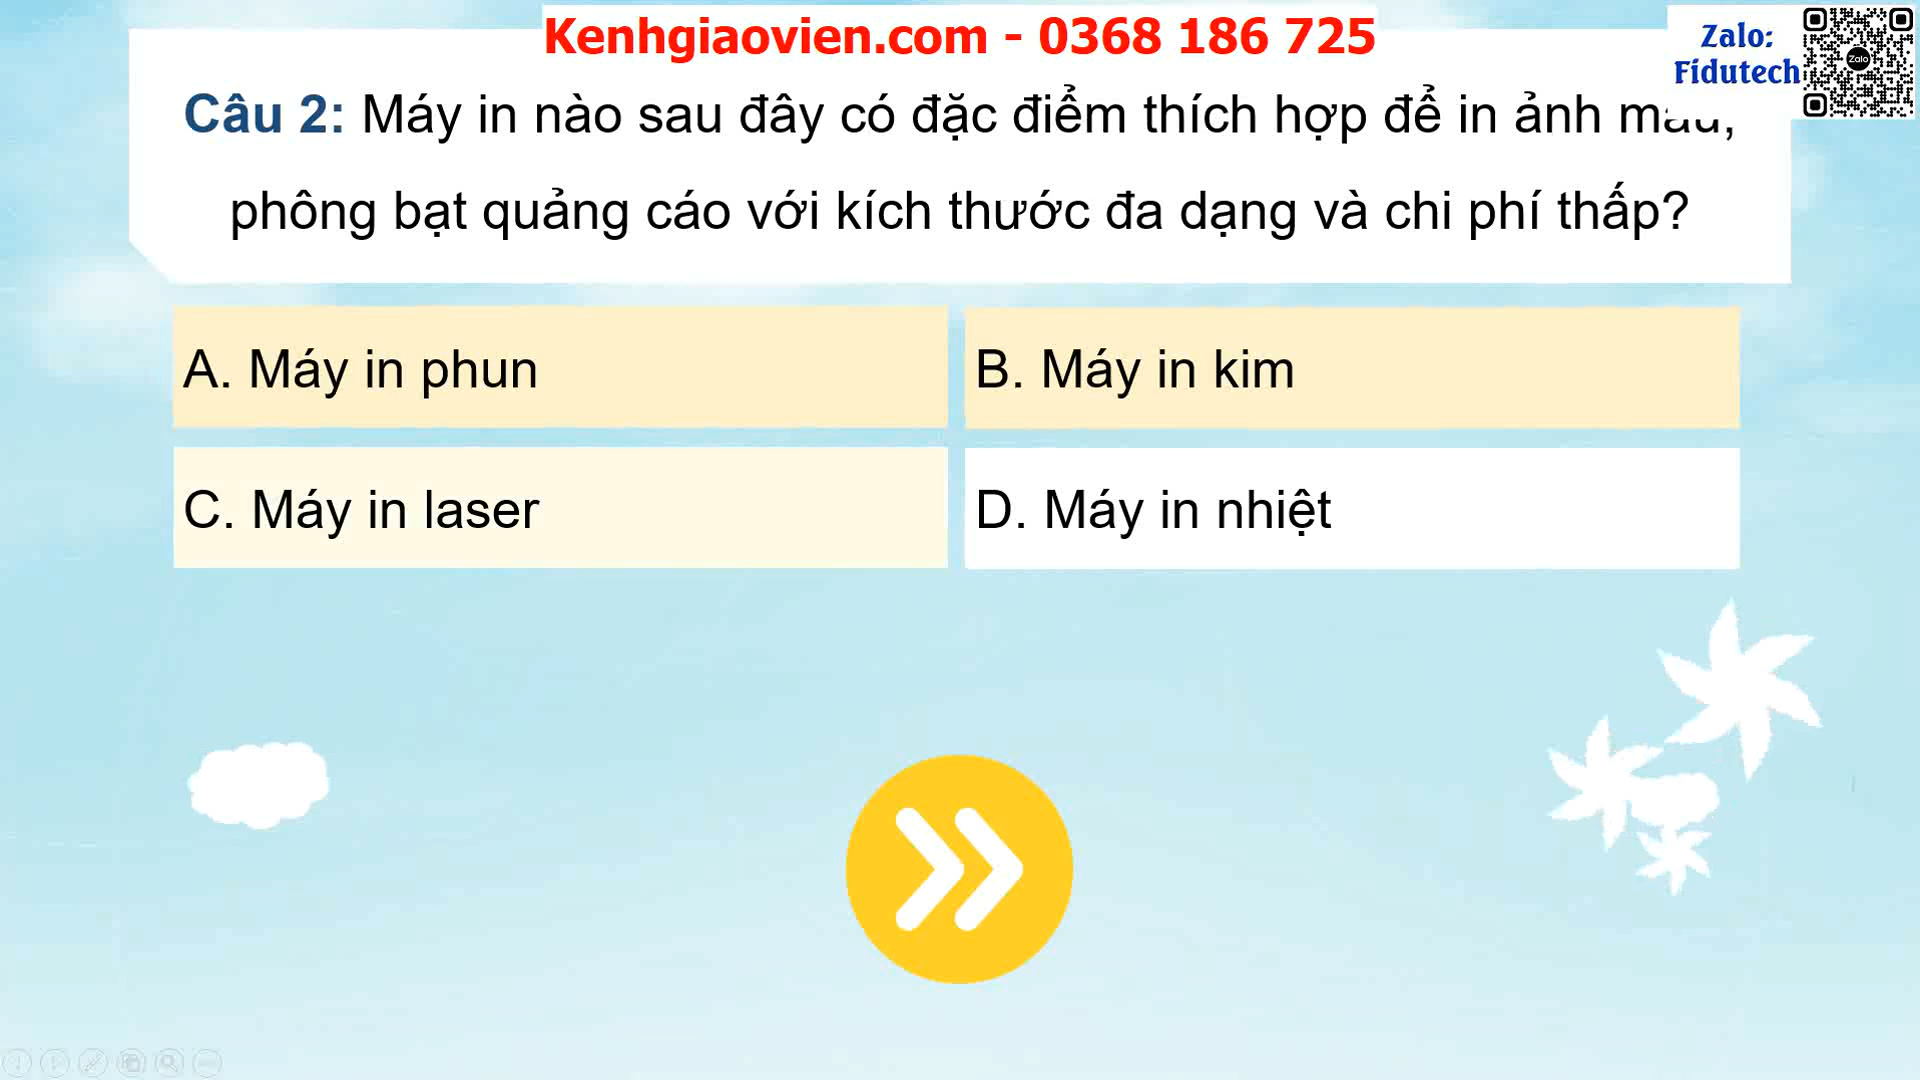 Kenhgiaovien.com - 0368 186 725
Zalo:
Fidutech
Zalo
Câu 2: Máy in nào sau đây có đặc điểm thích hợp để in ảnh màu,
phông bạt quảng cáo với kích thước đa dạng và chi phí thấp?
A. Máy in phun
B. Máy in kim
C. Máy in laser
D. Máy in nhiệt